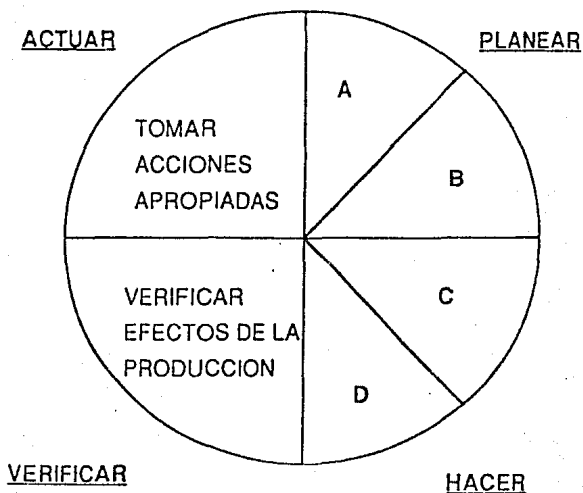 ACTUAR
PLANEAR
A
TOMAR
ACCIONES
APROPIADAS
B
VERIFICAR
EFECTOS DE LA
PRODUCCION
C
D
VERIFICAR
HACER